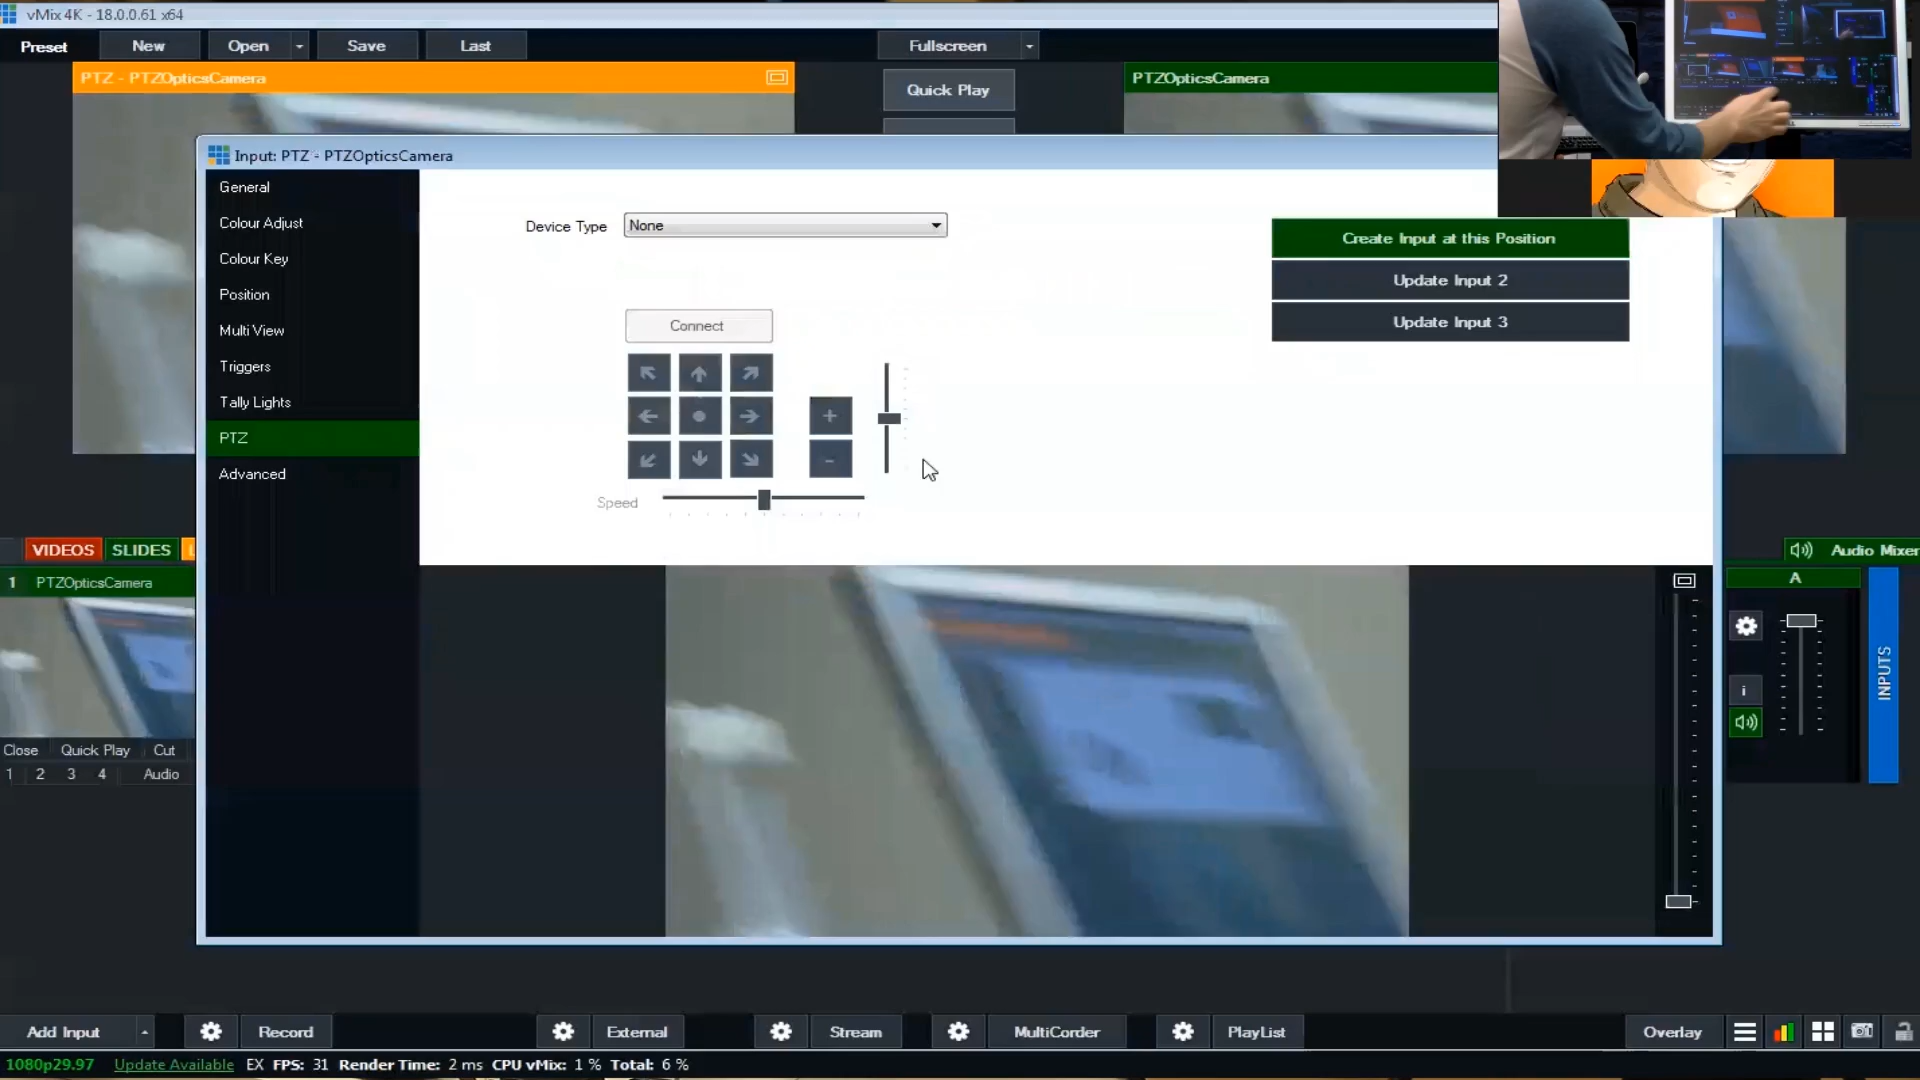 vMix 4K - 18.0.0.61 x64
Preset New Open Save Last Fullscreen
PTZ - PTZOpticsCamera
Quick Play
PTZOpticsCamera
Input: PTZ - PTZOpticsCamera
General
Colour Adjust
Colour Key
Position
Multi View
Triggers
Tally Lights
PTZ
Advanced
Device Type None
Connect
+
-
Speed
Create Input at this Position
Update Input 2
Update Input 3
VIDEOS SLIDES
1 PTZOpticsCamera
Close Quick Play Cut
1 2 3 4 Audio
Audio Mixer
A
i
INPUTS
Add Input Record External Stream MultiCorder PlayList Overlay
1080p29.97 Update Available EX FPS: 31 Render Time: 2 ms CPU vMix: 1 % Total: 6 %